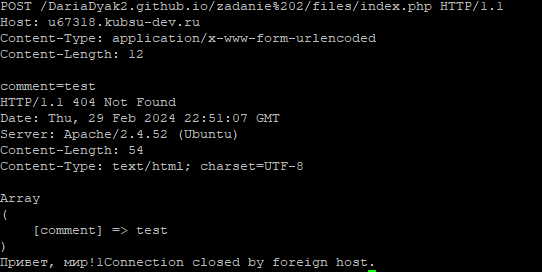 POST /DariaDyak2.github.io/zadanie%202/files/index.php HTTP/1.1
Host: u67318.kubsu-dev.ru
Content-Type: application/x-www-form-urlencoded
Content-Length: 12

comment=test
HTTP/1.1 404 Not Found
Date: Thu, 29 Feb 2024 22:51:07 GMT
Server: Apache/2.4.52 (Ubuntu)
Content-Length: 54
Content-Type: text/html; charset=UTF-8

Array
(
    [comment] => test
)
Привет, мир!1Connection closed by foreign host.